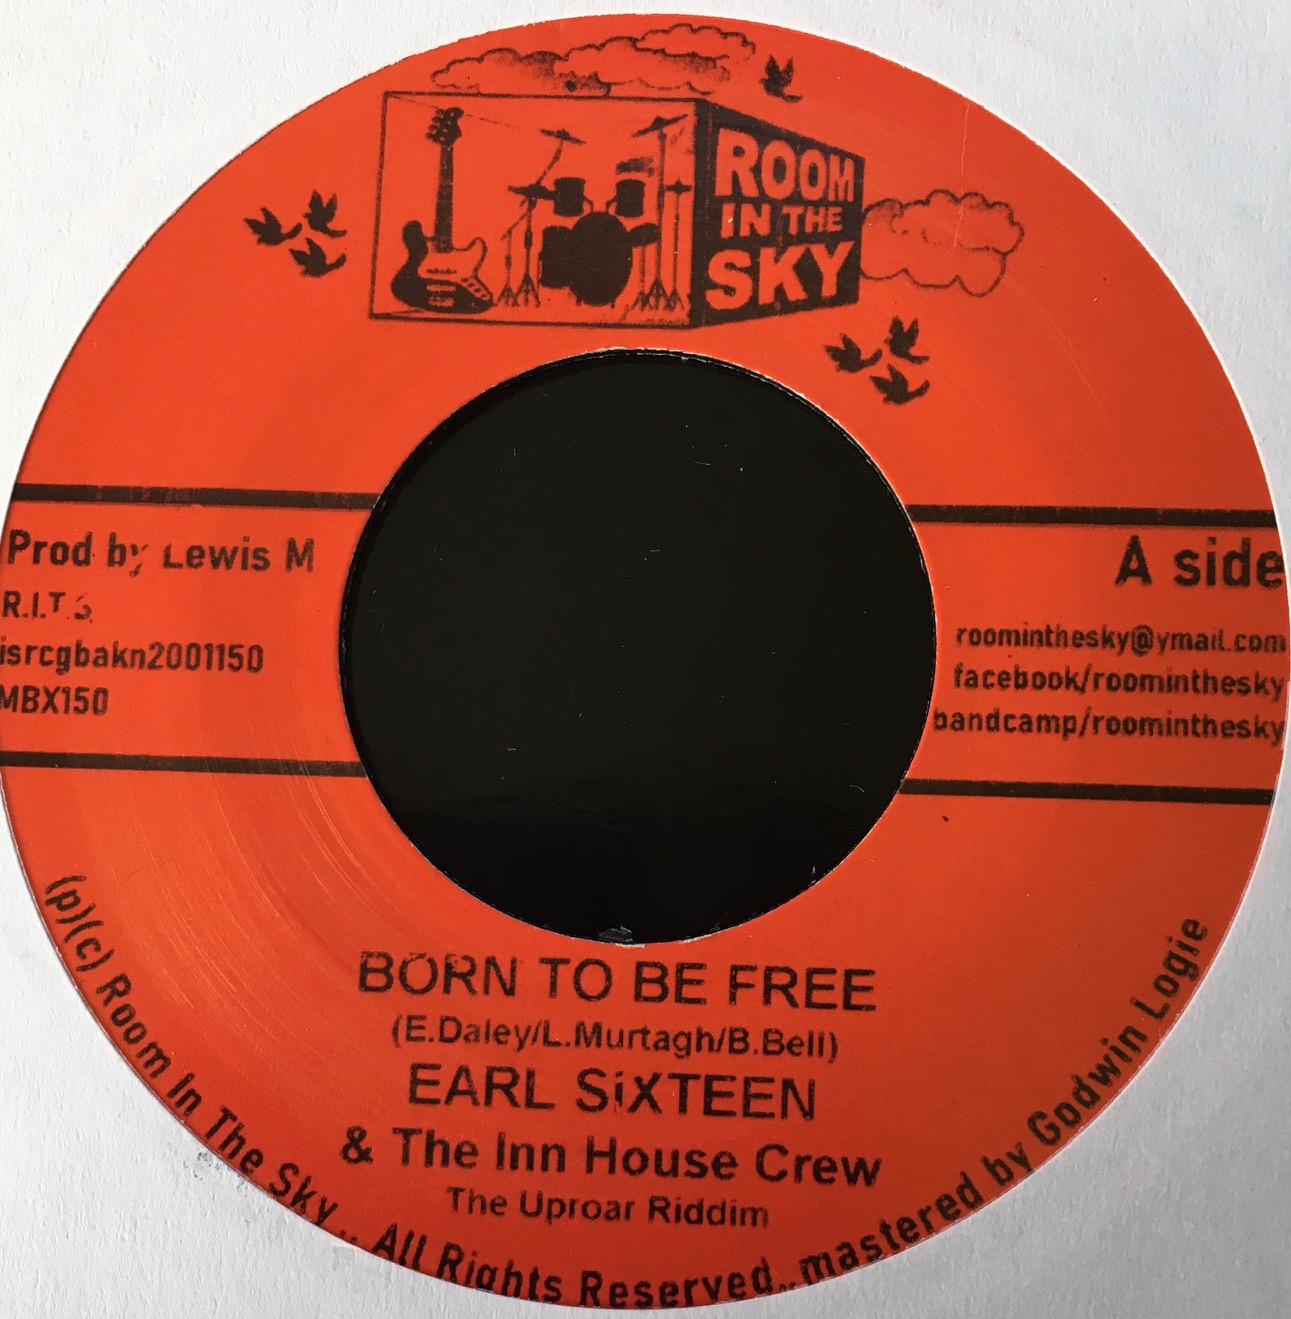 ROOM
IN THE
SKY
Prod by Lewis M
R.I.T.S
isrcgbakn2001150
MBX150
A side
roominthesky@ymail.com
facebook/roominthesky
bandcamp/roominthesky
BORN TO BE FREE
(E.Daley/L.Murtagh/B.Bell)
EARL SiXTEEN
& The Inn House Crew
The Uproar Riddim
(p)(c) Room In The Sky .. All Rights Reserved.. mastered by Godwin Logie